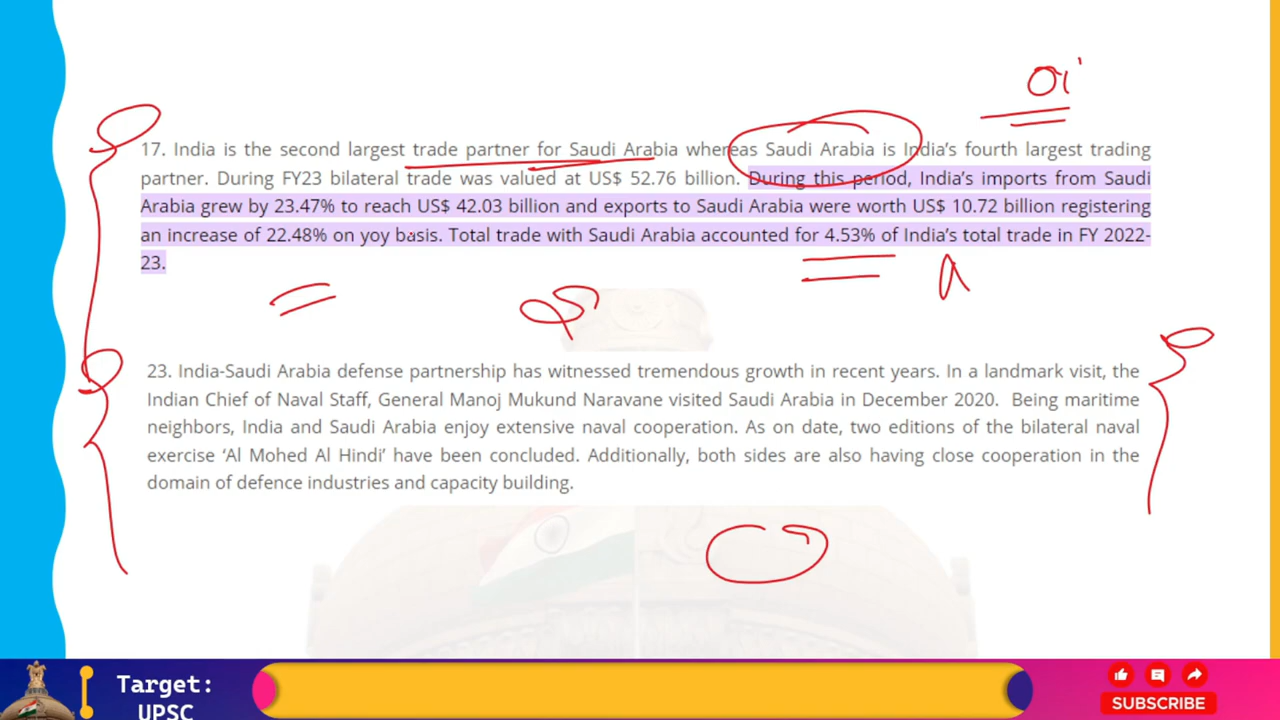 oi
17. India is the second largest trade partner for Saudi Arabia whereas Saudi Arabia is India's fourth largest trading
partner. During FY23 bilateral trade was valued at US$ 52.76 billion. During this period, India's imports from Saudi
Arabia grew by 23.47% to reach US$ 42.03 billion and exports to Saudi Arabia were worth US$ 10.72 billion registering
an increase of 22.48% on yoy basis. Total trade with Saudi Arabia accounted for 4.53% of India's total trade in FY 2022-
23.
23. India-Saudi Arabia defense partnership has witnessed tremendous growth in recent years. In a landmark visit, the
Indian Chief of Naval Staff, General Manoj Mukund Naravane visited Saudi Arabia in December 2020. Being maritime
neighbors, India and Saudi Arabia enjoy extensive naval cooperation. As on date, two editions of the bilateral naval
exercise 'Al Mohed Al Hindi' have been concluded. Additionally, both sides are also having close cooperation in the
domain of defence industries and capacity building.
Target:
UPSC
SUBSCRIBE